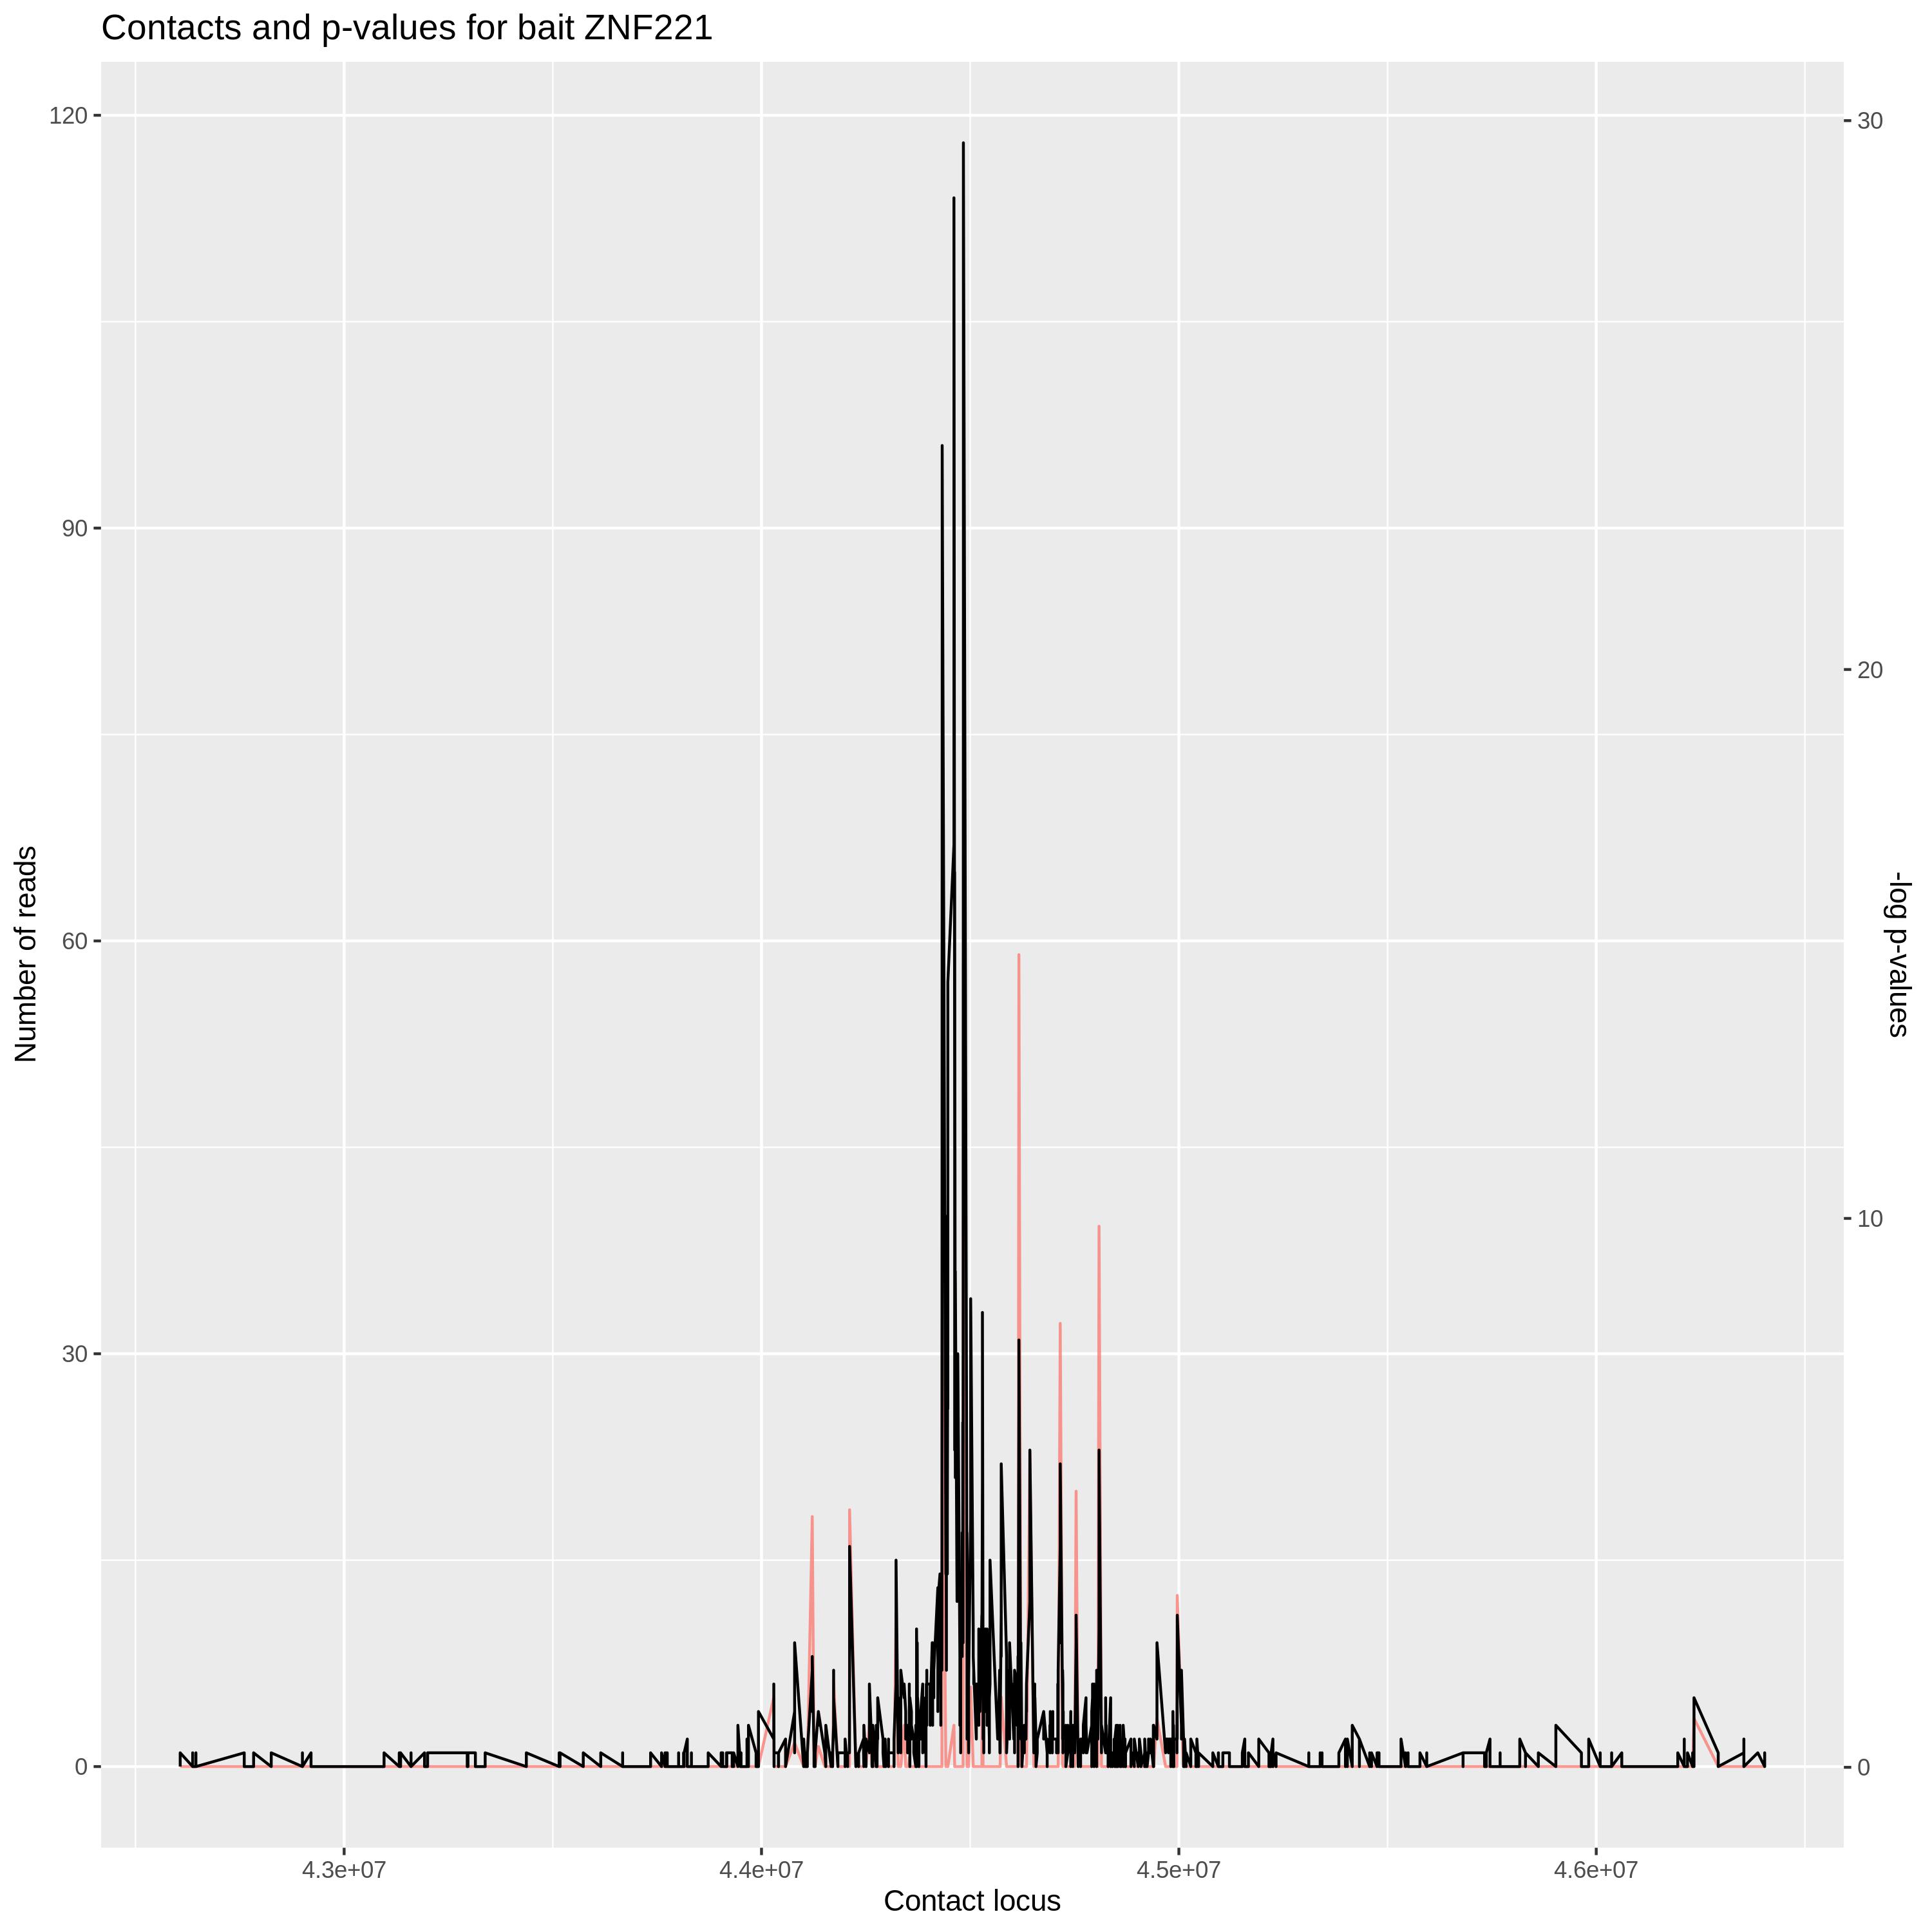 Contacts and p-values for bait ZNF221
120
90
60
30
0
30
20
10
0
Number of reads
-log p-values
4.3e+07
4.4e+07
4.5e+07
4.6e+07
Contact locus